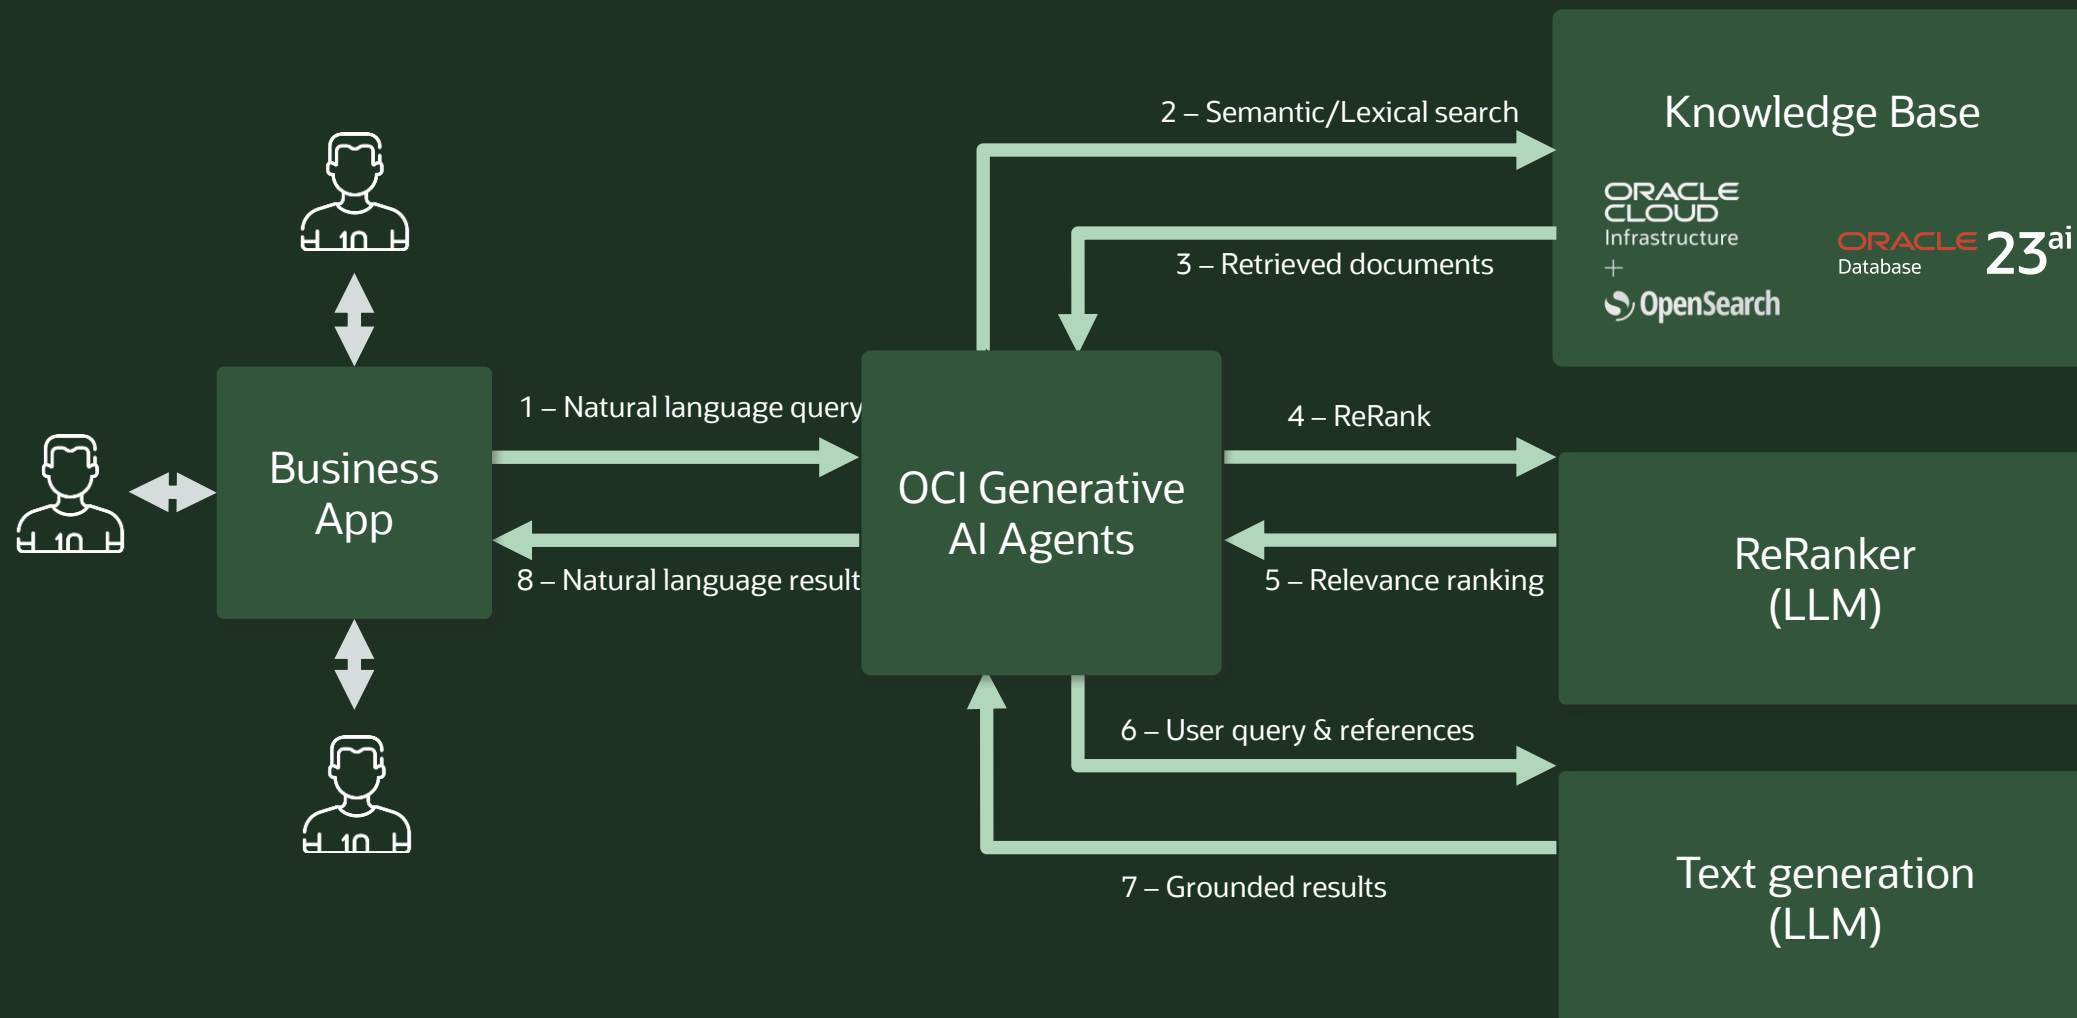 2 – Semantic/Lexical search
Knowledge Base
ORACLE
CLOUD
Infrastructure
+
OpenSearch
ORACLE
Database
23ai
3 – Retrieved documents
10
1 – Natural language query
4 – ReRank
Business
App
OCI Generative
AI Agents
10
8 – Natural language result
5 – Relevance ranking
ReRanker
(LLM)
6 – User query & references
10
7 – Grounded results
Text generation
(LLM)